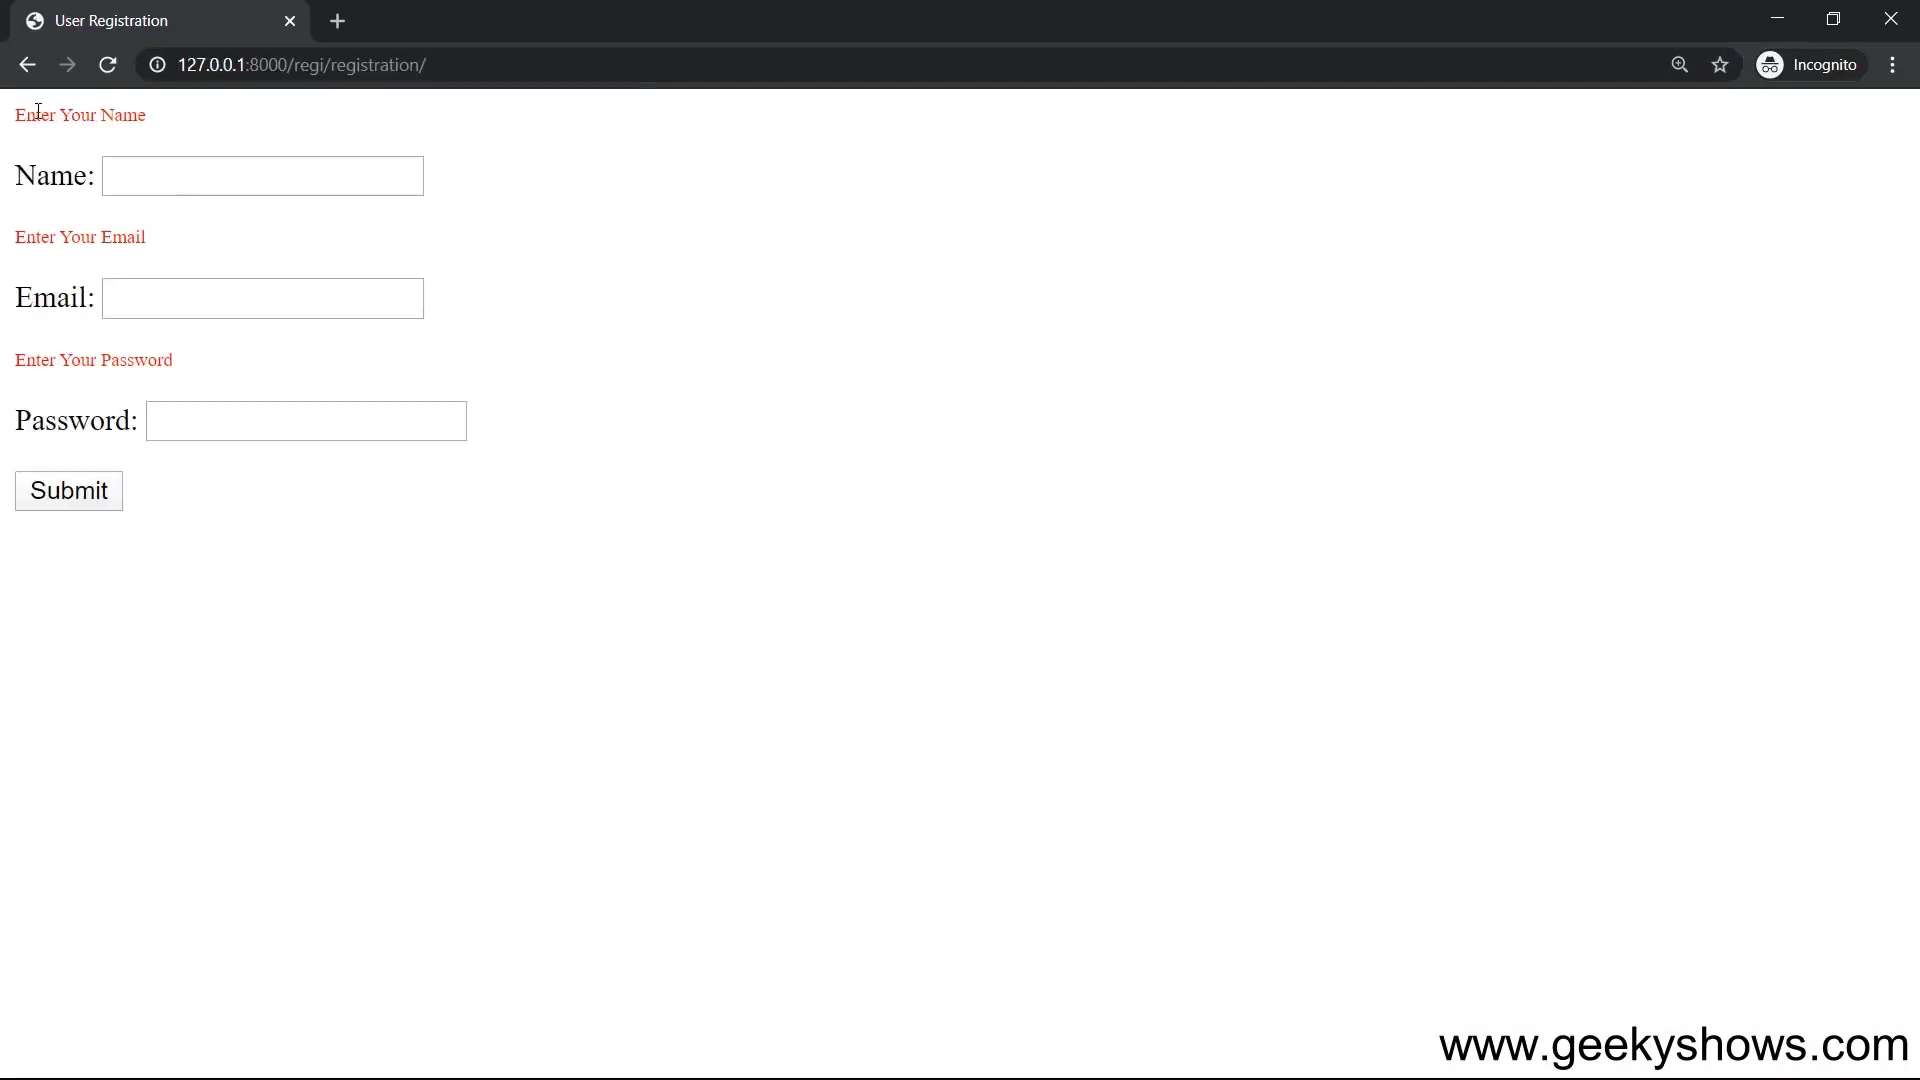 User Registration
127.0.0.1:8000/regi/registration/
Incognito
Enter Your Name
Name:
Enter Your Email
Email:
Enter Your Password
Password:
Submit
www.geekyshows.com